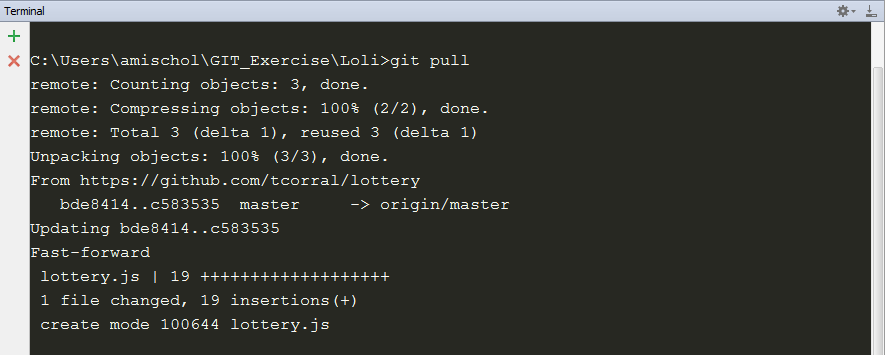 Terminal
C:\Users\amischol\GIT_Exercise\Loli>git pull
remote: Counting objects: 3, done.
remote: Compressing objects: 100% (2/2), done.
remote: Total 3 (delta 1), reused 3 (delta 1)
Unpacking objects: 100% (3/3), done.
From https://github.com/tcorral/lottery
   bde8414..c583535  master     -> origin/master
Updating bde8414..c583535
Fast-forward
 lottery.js | 19 +++++++++++++++++++
 1 file changed, 19 insertions(+)
 create mode 100644 lottery.js